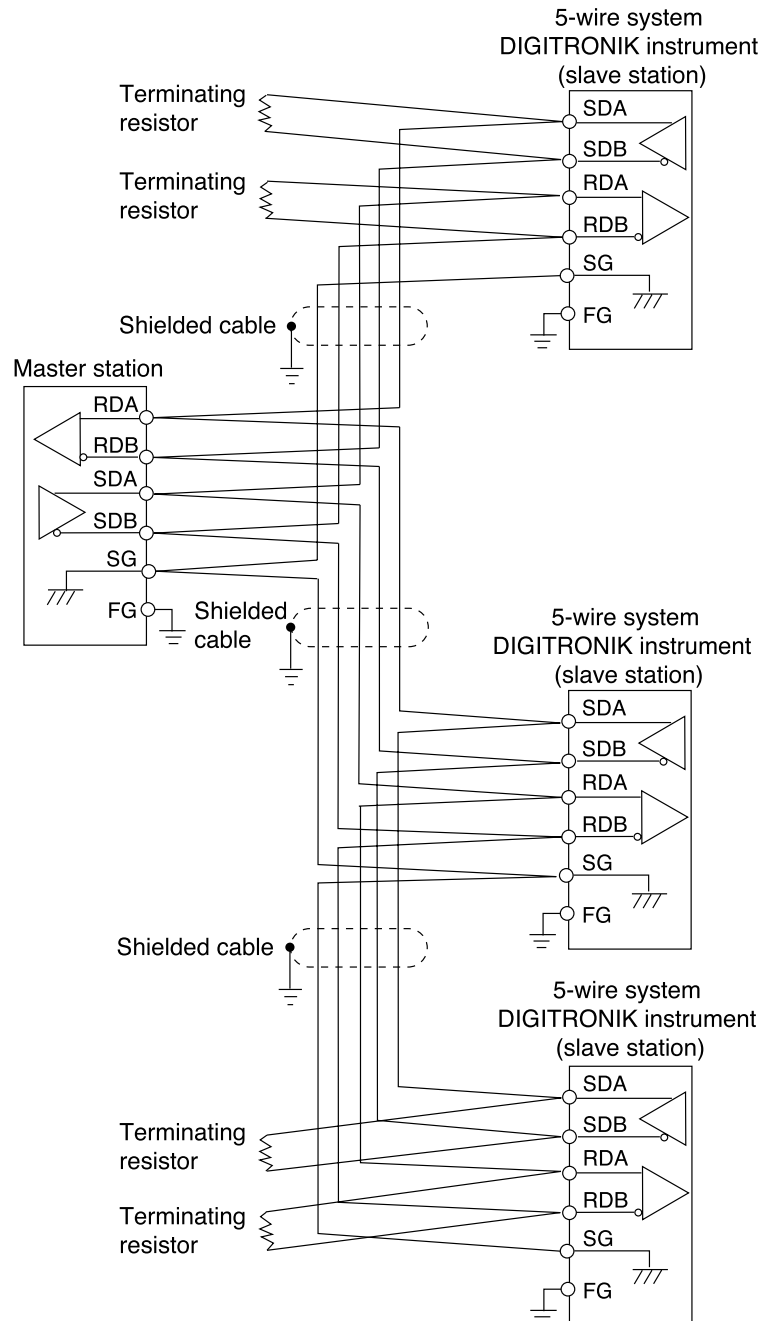 5-wire system
DIGITRONIK instrument
(slave station)
Terminating
resistor
SDA
SDB
Terminating
resistor
RDA
RDB
SG
FG
Shielded cable
Master station
RDA
RDB
SDA
SDB
SG
FG
Shielded
cable
5-wire system
DIGITRONIK instrument
(slave station)
SDA
SDB
RDA
RDB
SG
FG
Shielded cable
5-wire system
DIGITRONIK instrument
(slave station)
SDA
SDB
Terminating
resistor
RDA
RDB
Terminating
resistor
SG
FG